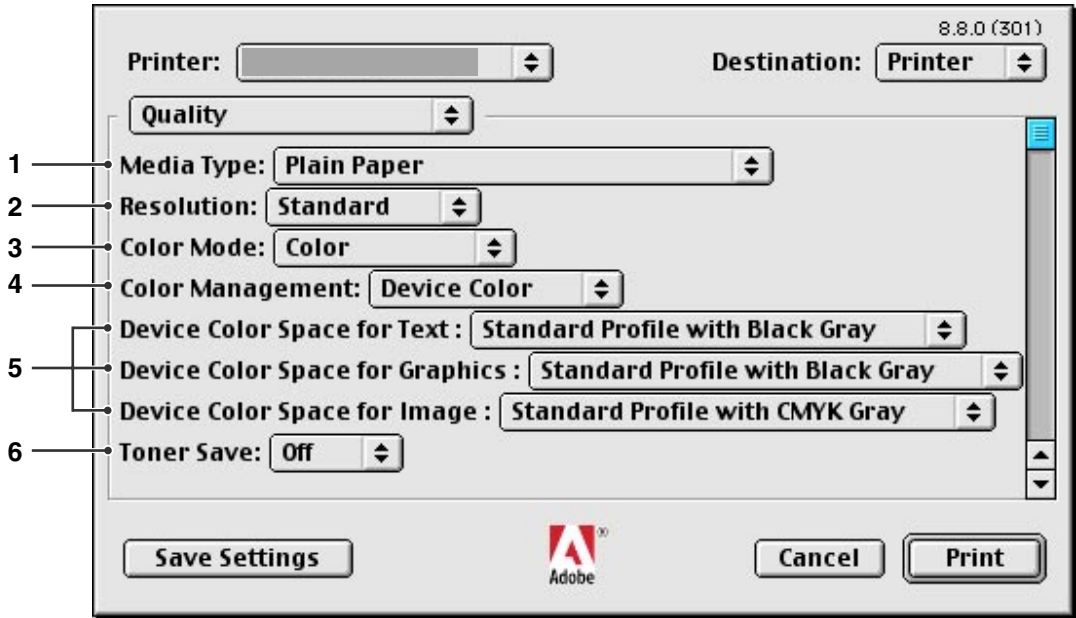 8.8.0 (301)
Printer: Destination: Printer
Quality
1 Media Type: Plain Paper
2 Resolution: Standard
3 Color Mode: Color
4 Color Management: Device Color
Device Color Space for Text : Standard Profile with Black Gray
5 Device Color Space for Graphics : Standard Profile with Black Gray
Device Color Space for Image : Standard Profile with CMYK Gray
6 Toner Save: Off
Save Settings Adobe ® Cancel Print